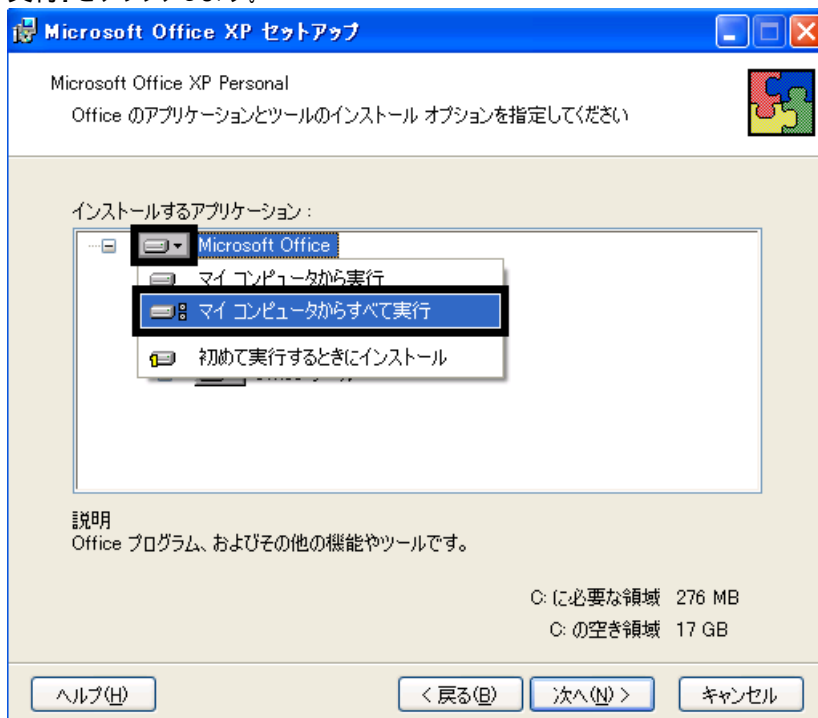 Microsoft Office XP セットアップ
Microsoft Office XP Personal
Office のアプリケーションとツールのインストール オプションを指定してください
インストールするアプリケーション :
Microsoft Office
マイ コンピュータから実行
マイ コンピュータからすべて実行
初めて実行するときにインストール
説明
Office プログラム、およびその他の機能やツールです。
C: に必要な領域 276 MB
C: の空き領域 17 GB
ヘルプ(H)
< 戻る(B)
次へ(N) >
キャンセル